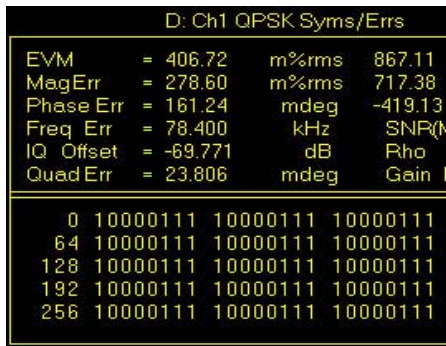 D: Ch1 QPSK Syms/Errs
EVM = 406.72 m%rms 867.11
MagErr = 278.60 m%rms 717.38
Phase Err = 161.24 mdeg -419.13
Freq Err = 78.400 kHz SNR(M
IQ Offset = -69.771 dB Rho
Quad Err = 23.806 mdeg Gain
0 10000111 10000111 10000111
64 10000111 10000111 10000111
128 10000111 10000111 10000111
192 10000111 10000111 10000111
256 10000111 10000111 10000111